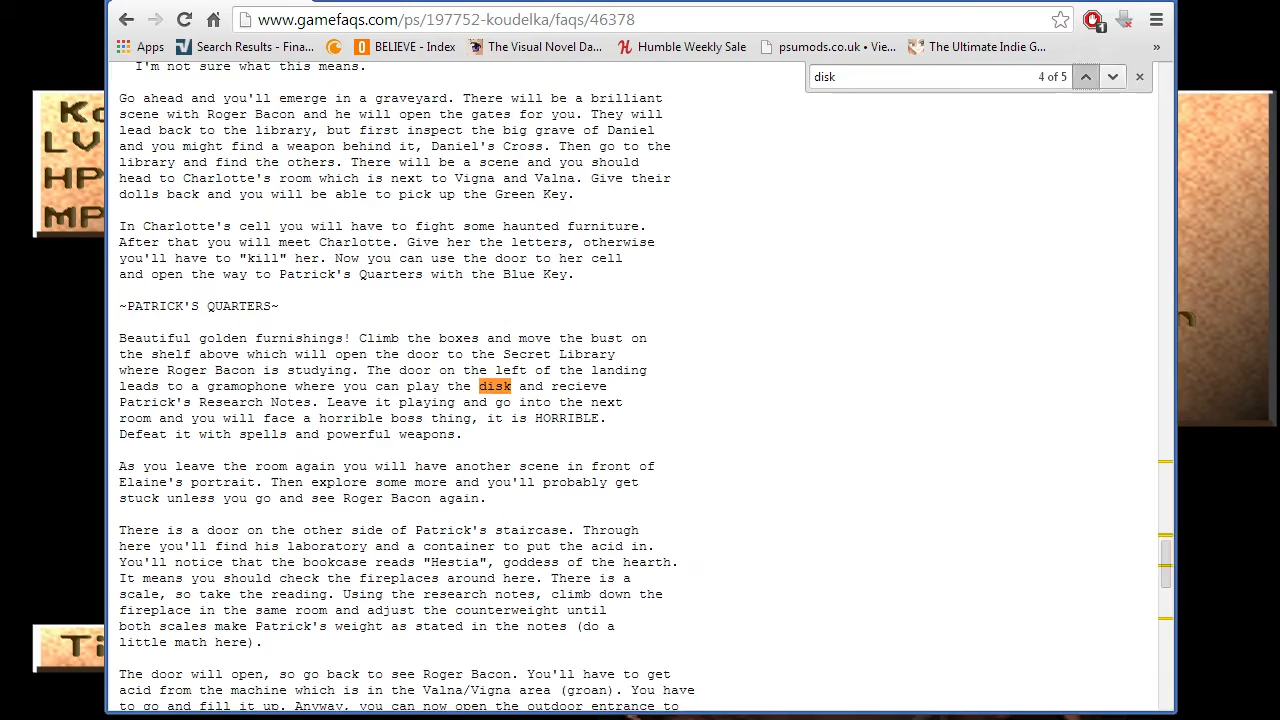 www.gamefaqs.com/ps/197752-koudelka/faqs/46378
Apps Search Results - Fina... BELIEVE - Index The Visual Novel Da... Humble Weekly Sale psumods.co.uk • Vie... The Ultimate Indie G... »
disk 4 of 5
I'm not sure what this means.
Go ahead and you'll emerge in a graveyard. There will be a brilliant
scene with Roger Bacon and he will open the gates for you. They will
lead back to the library, but first inspect the big grave of Daniel
and you might find a weapon behind it, Daniel's Cross. Then go to the
library and find the others. There will be a scene and you should
head to Charlotte's room which is next to Vigna and Valna. Give their
dolls back and you will be able to pick up the Green Key.
In Charlotte's cell you will have to fight some haunted furniture.
After that you will meet Charlotte. Give her the letters, otherwise
you'll have to "kill" her. Now you can use the door to her cell
and open the way to Patrick's Quarters with the Blue Key.
~PATRICK'S QUARTERS~
Beautiful golden furnishings! Climb the boxes and move the bust on
the shelf above which will open the door to the Secret Library
where Roger Bacon is studying. The door on the left of the landing
leads to a gramophone where you can play the disk and recieve
Patrick's Research Notes. Leave it playing and go into the next
room and you will face a horrible boss thing, it is HORRIBLE.
Defeat it with spells and powerful weapons.
As you leave the room again you will have another scene in front of
Elaine's portrait. Then explore some more and you'll probably get
stuck unless you go and see Roger Bacon again.
There is a door on the other side of Patrick's staircase. Through
here you'll find his laboratory and a container to put the acid in.
You'll notice that the bookcase reads "Hestia", goddess of the hearth.
It means you should check the fireplaces around here. There is a
scale, so take the reading. Using the research notes, climb down the
fireplace in the same room and adjust the counterweight until
both scales make Patrick's weight as stated in the notes (do a
little math here).
The door will open, so go back to see Roger Bacon. You'll have to get
acid from the machine which is in the Valna/Vigna area (groan). You have
to go and fill it up. Anyway, you can now open the outdoor entrance to
Ko
LV
HP
MP
Ti